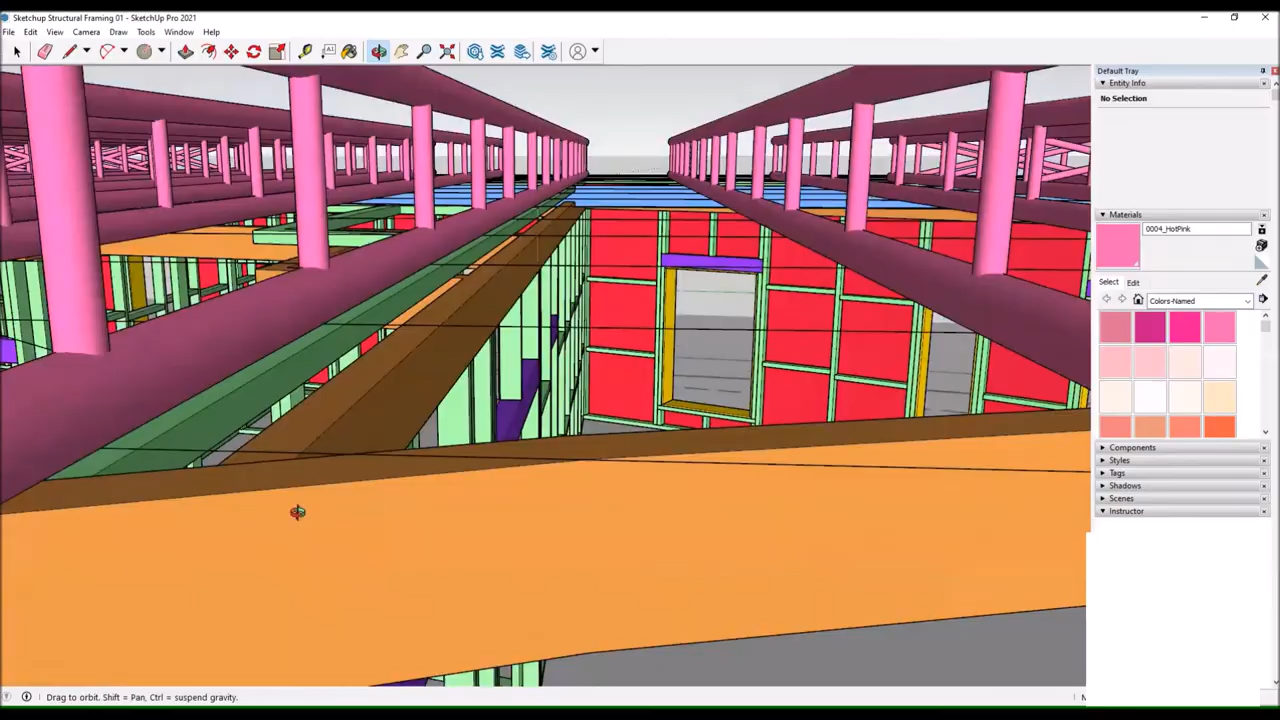 Sketchup Structural Framing 01 - SketchUp Pro 2021
File Edit View Camera Draw Tools Window Help
A1
Default Tray
Entity Info
No Selection
Materials
0004_HotPink
Select Edit
Colors-Named
Components
Styles
Tags
Shadows
Scenes
Instructor
Drag to orbit. Shift = Pan, Ctrl = suspend gravity.